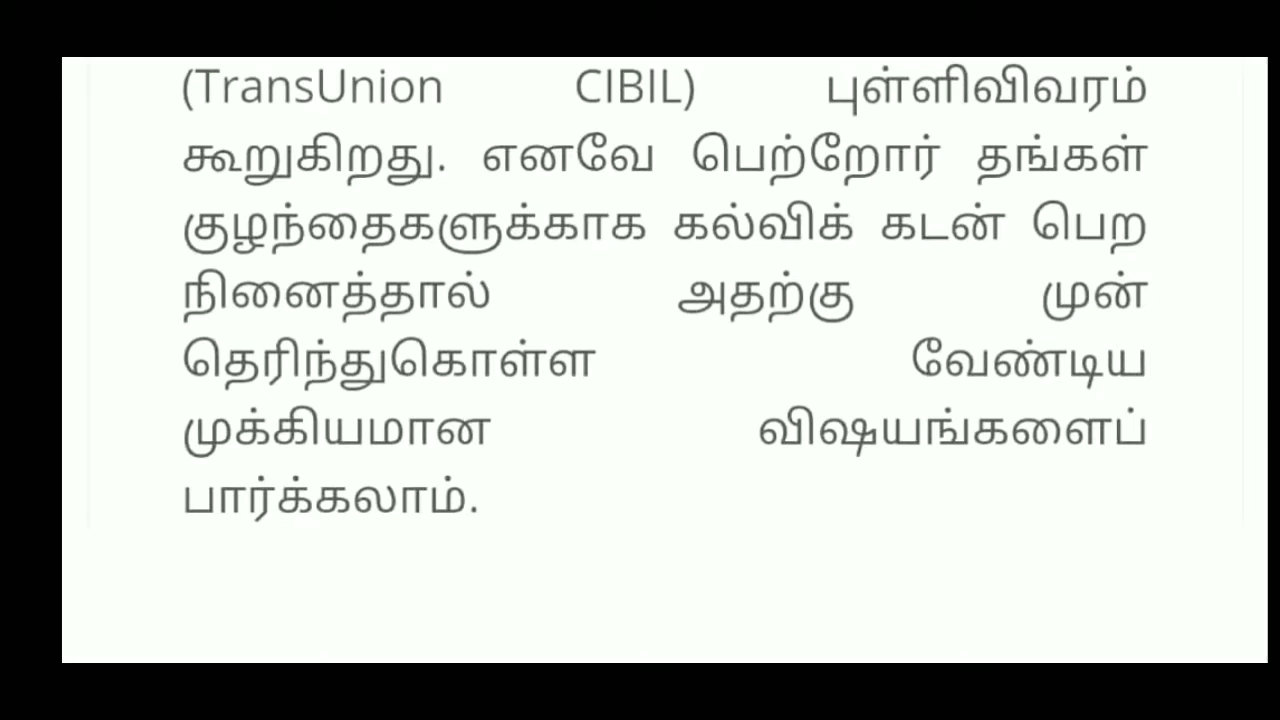 (TransUnion CIBIL) புள்ளிவிவரம்
கூறுகிறது. எனவே பெற்றோர் தங்கள்
குழந்தைகளுக்காக கல்விக் கடன் பெற
நினைத்தால் அதற்கு முன்
தெரிந்துகொள்ள வேண்டிய
முக்கியமான விஷயங்களைப்
பார்க்கலாம்.